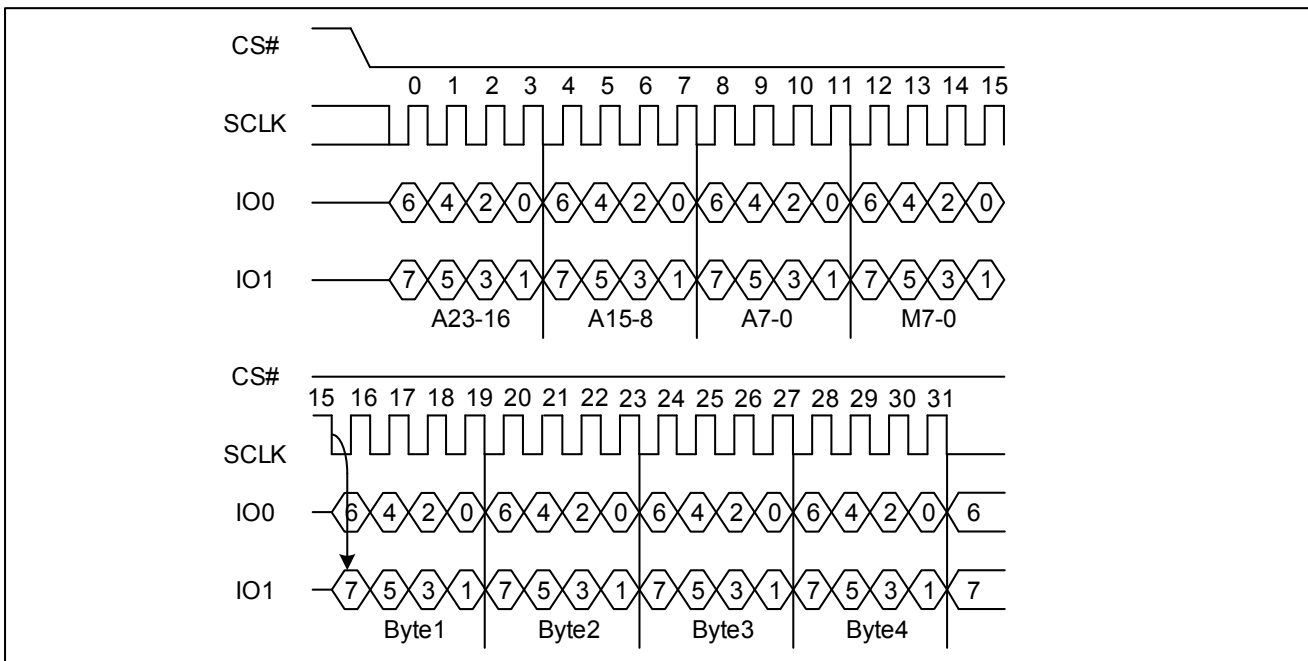 CS#
0 1 2 3 4 5 6 7 8 9 10 11 12 13 14 15
SCLK
IO0 6 4 2 0 6 4 2 0 6 4 2 0 6 4 2 0
IO1 7 5 3 1 7 5 3 1 7 5 3 1 7 5 3 1
A23-16 A15-8 A7-0 M7-0
CS#
15 16 17 18 19 20 21 22 23 24 25 26 27 28 29 30 31
SCLK
IO0 6 4 2 0 6 4 2 0 6 4 2 0 6 4 2 0 6
IO1 7 5 3 1 7 5 3 1 7 5 3 1 7 5 3 1 7
Byte1 Byte2 Byte3 Byte4